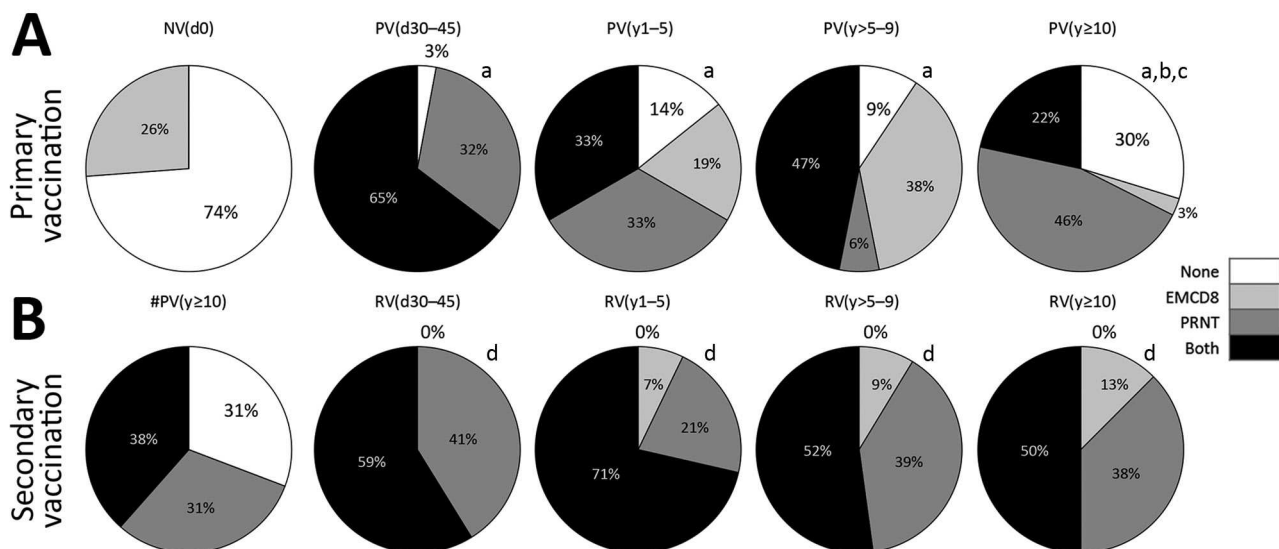 A
Primary
vaccination
NV(d0)
26%
74%
PV(d30–45)
3%
a
32%
65%
PV(y1–5)
a
14%
33%
19%
33%
PV(y>5–9)
a
9%
47%
38%
6%
PV(y≥10)
a,b,c
22%
30%
46%
3%
None
EMCD8
PRNT
Both
B
Secondary
vaccination
#PV(y≥10)
31%
38%
31%
RV(d30–45)
0%
d
41%
59%
RV(y1–5)
0%
d
7%
21%
71%
RV(y>5–9)
0%
d
9%
52%
39%
RV(y≥10)
0%
d
13%
50%
38%